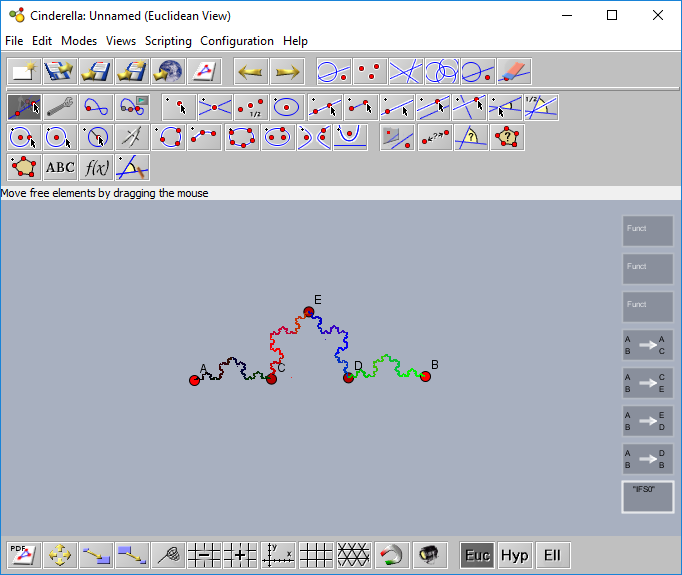 Cinderella: Unnamed (Euclidean View)
File Edit Modes Views Scripting Configuration Help
1/2
1/2
?
<??>
?
?
ABC f(x)
Move free elements by dragging the mouse
Funct
Funct
Funct
A A
B C
A C
B E
A E
B D
A D
B B
"IFS0"
E
A C D B
PDF
y
x
Euc Hyp Ell